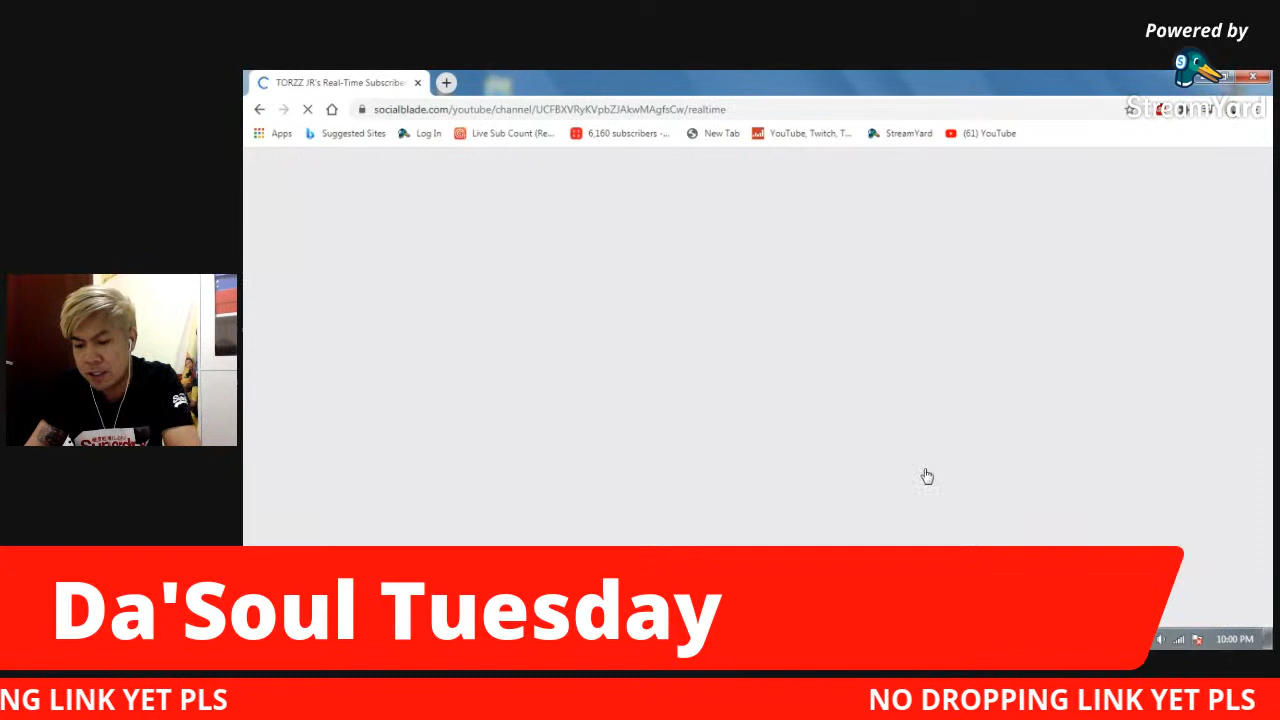 Powered by
StreamYard
TORZZ JR's Real-Time Subscribe
socialblade.com/youtube/channel/UCFBXVRyKVpbZJAkwMAgfsCw/realtime
Apps Suggested Sites Log In Live Sub Count (Re... 6,160 subscribers -... New Tab YouTube, Twitch, T... StreamYard (61) YouTube
Da'Soul Tuesday
10:00 PM
NG LINK YET PLS NO DROPPING LINK YET PLS